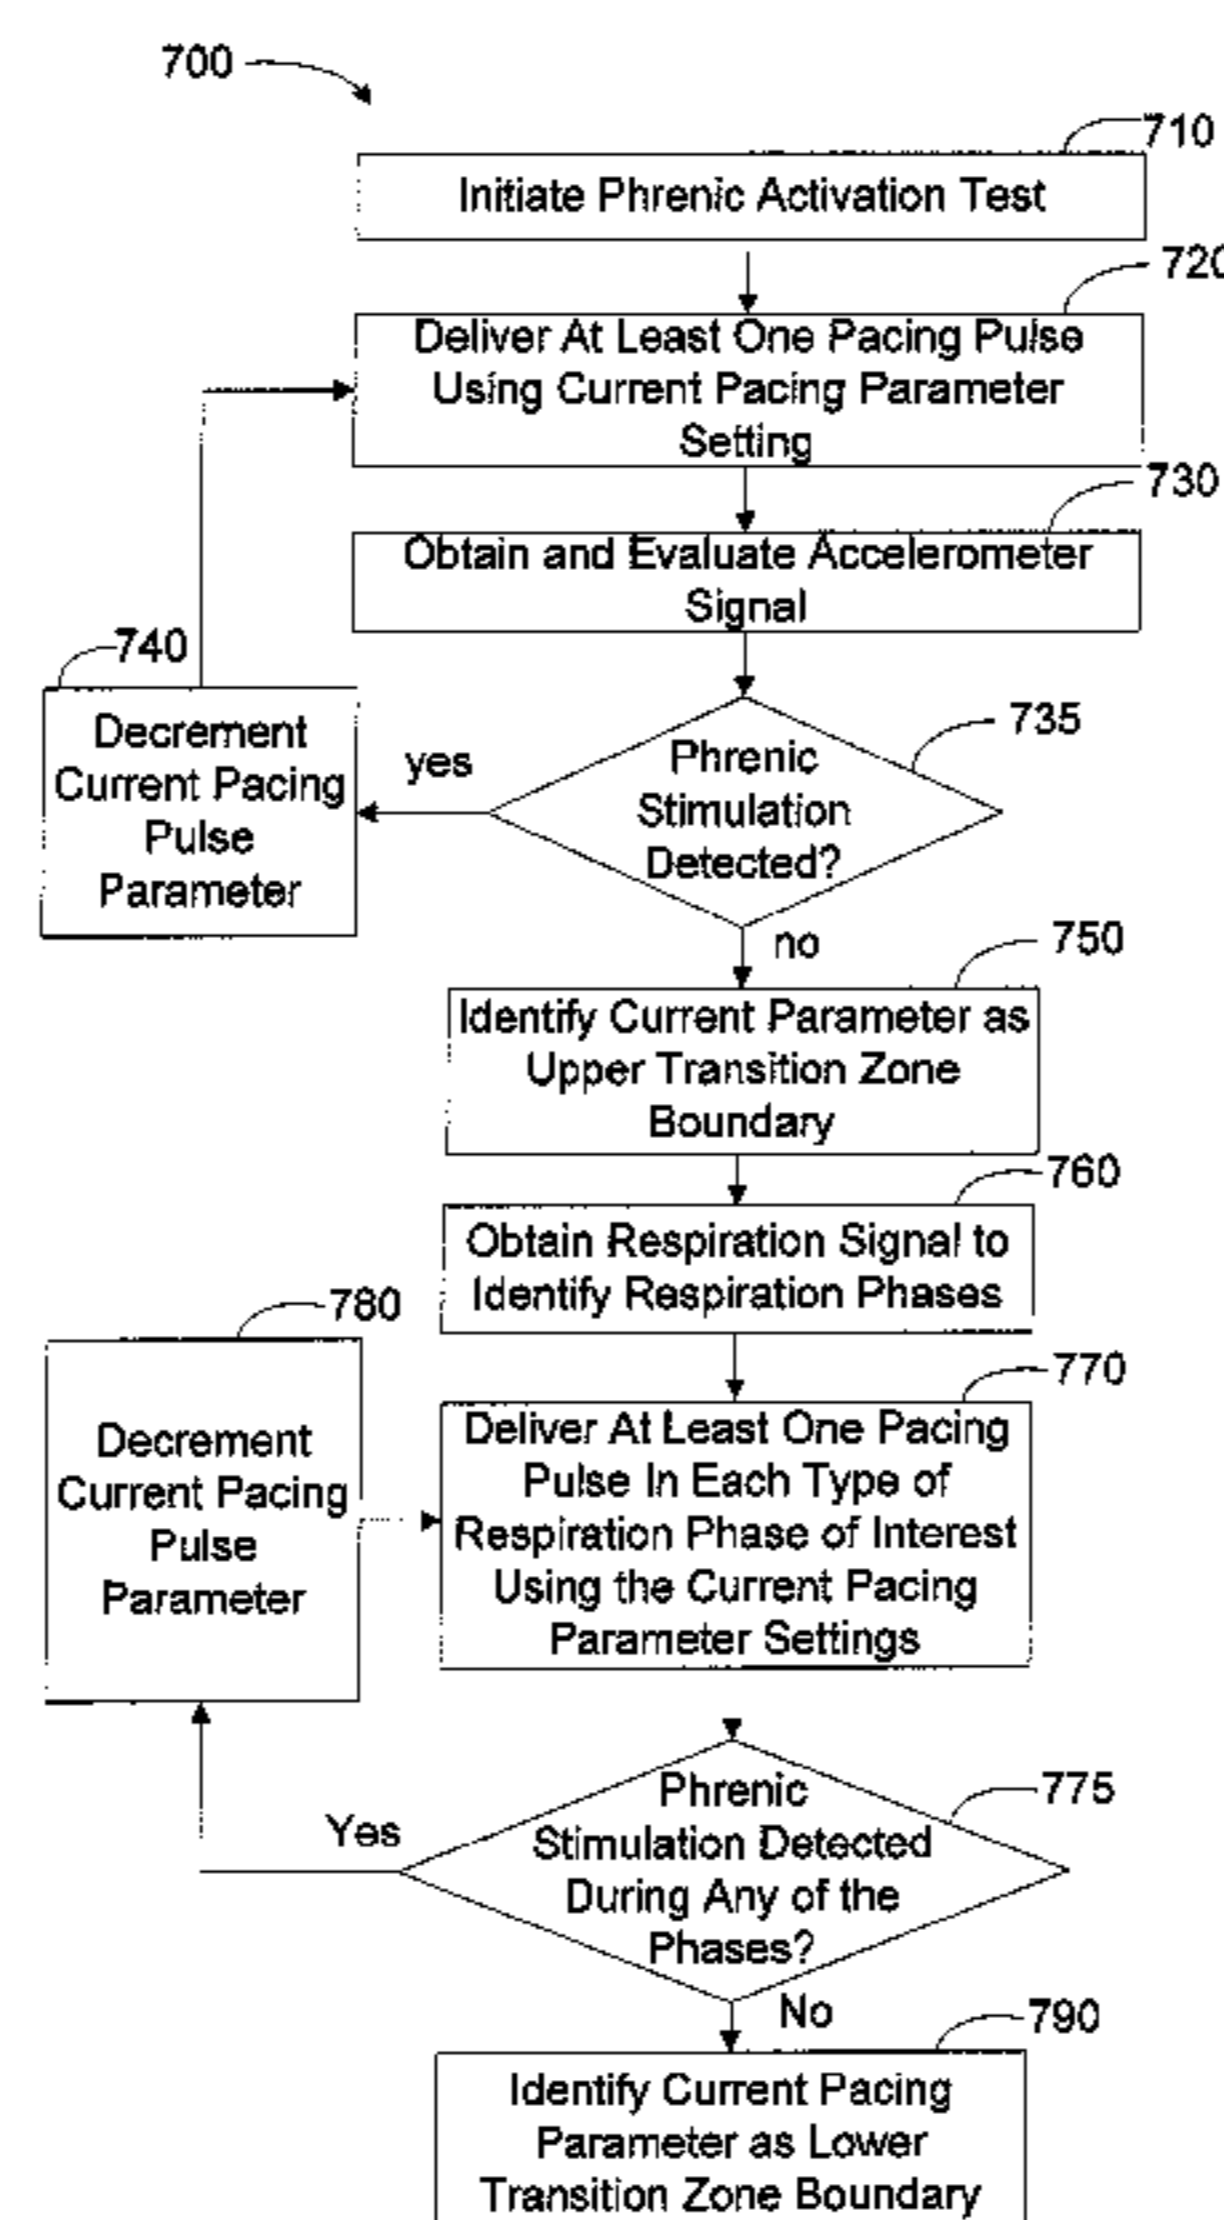 700
710
Initiate Phrenic Activation Test
720
Deliver At Least One Pacing Pulse
Using Current Pacing Parameter
Setting
730
Obtain and Evaluate Accelerometer
Signal
740
Decrement
Current Pacing
Pulse
Parameter
yes
735
Phrenic
Stimulation
Detected?
no
750
Identify Current Parameter as
Upper Transition Zone
Boundary
760
Obtain Respiration Signal to
Identify Respiration Phases
780
Decrement
Current Pacing
Pulse
Parameter
770
Deliver At Least One Pacing
Pulse In Each Type of
Respiration Phase of Interest
Using the Current Pacing
Parameter Settings
775
Phrenic
Stimulation Detected
During Any of the
Phases?
Yes
No
790
Identify Current Pacing
Parameter as Lower
Transition Zone Boundary